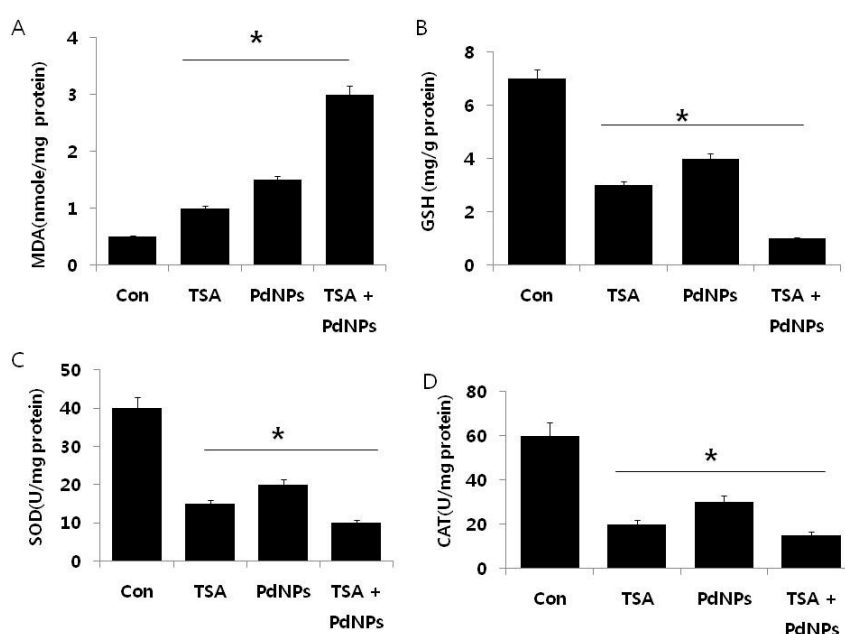 A
MDA(nmole/mg protein)
4
3
2
1
0
*
Con
TSA
PdNPs
TSA +
PdNPs
B
GSH (mg/g protein)
8
6
4
2
0
*
Con
TSA
PdNPs
TSA +
PdNPs
C
SOD(U/mg protein)
50
40
30
20
10
0
*
Con
TSA
PdNPs
TSA +
PdNPs
D
CAT(U/mg protein)
80
60
40
20
0
*
Con
TSA
PdNPs
TSA +
PdNPs